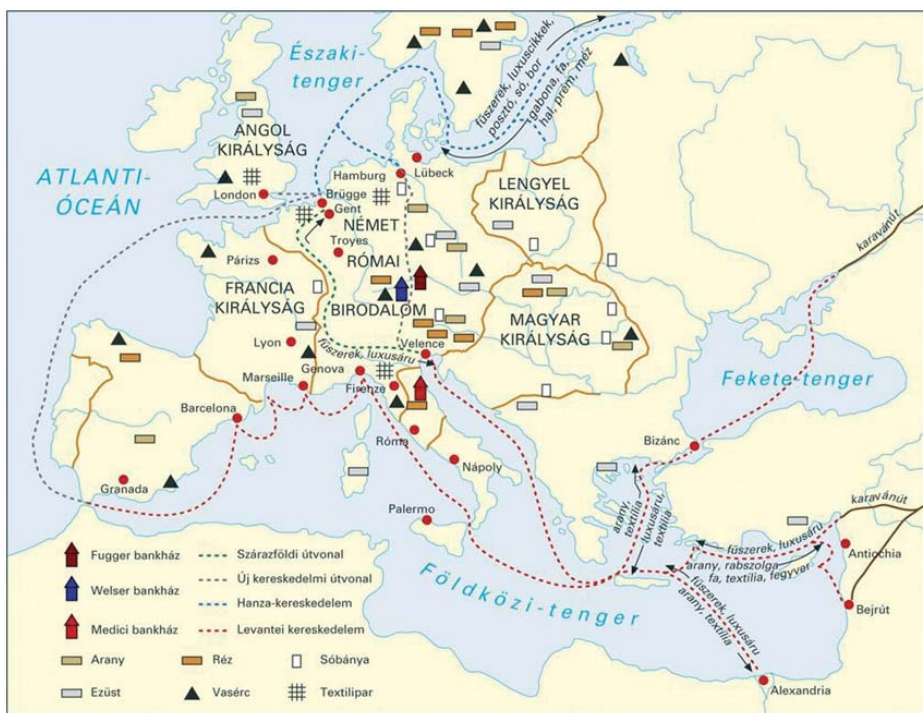 Északi-
tenger
fűszerek, luxuscikkek,
posztó, só, bor
gabona, fa,
hal, prém, méz
ANGOL
KIRÁLYSÁG
ATLANTI-
ÓCEÁN
London
Hamburg
Lübeck
Brügge
Gent
NÉMET
LENGYEL
KIRÁLYSÁG
Troyes
Párizs
RÓMAI
FRANCIA
KIRÁLYSÁG
BIRODALOM
MAGYAR
KIRÁLYSÁG
karavánút
Lyon
Velence
fűszerek, luxusáru
Genova
Marseille
Firenze
Fekete-tenger
Barcelona
Róma
Bizánc
Nápoly
Granada
Palermo
arany,
textília
luxusáru,
textília
karavánút
fűszerek, luxusáru
arany, rabszolga
fa, textília, fegyver
Antiochia
Földközi-tenger
fűszerek, luxusáru
arany, textília
Bejrút
Alexandria
Fugger bankház
Welser bankház
Medici bankház
Szárazföldi útvonal
Új kereskedelmi útvonal
Hanza-kereskedelem
Levantei kereskedelem
Arany
Réz
Sóbánya
Ezüst
Vasérc
Textilipar